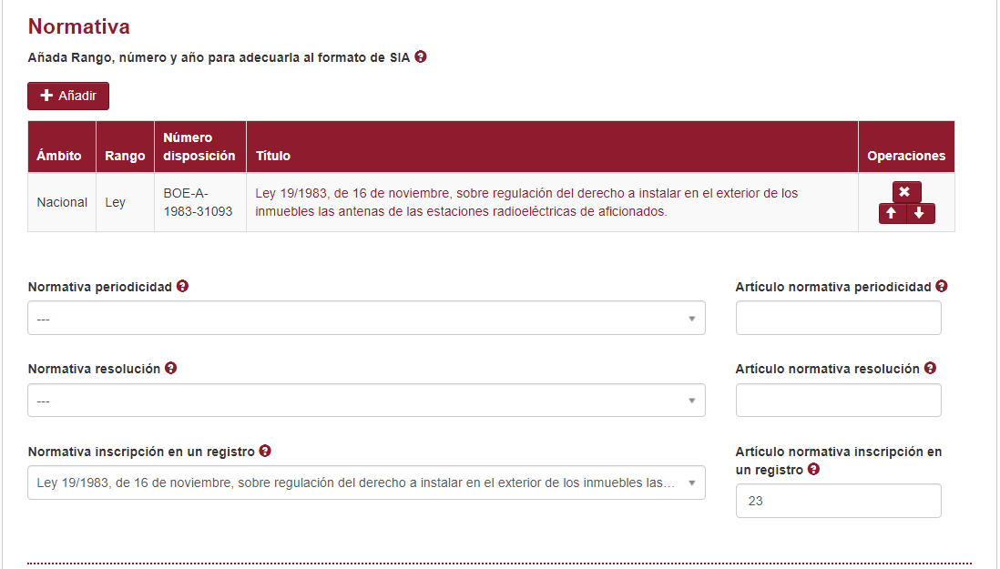 Normativa
Añada Rango, número y año para adecuarla al formato de SIA
Añadir
Ámbito
Rango
Número
disposición
Título
Operaciones
Nacional
Ley
BOE-A-
1983-31093
Ley 19/1983, de 16 de noviembre, sobre regulación del derecho a instalar en el exterior de los
inmuebles las antenas de las estaciones radioeléctricas de aficionados.
Normativa periodicidad
Artículo normativa periodicidad
---
Normativa resolución
Artículo normativa resolución
---
Normativa inscripción en un registro
Artículo normativa inscripción en
un registro
Ley 19/1983, de 16 de noviembre, sobre regulación del derecho a instalar en el exterior de los inmuebles las...
23